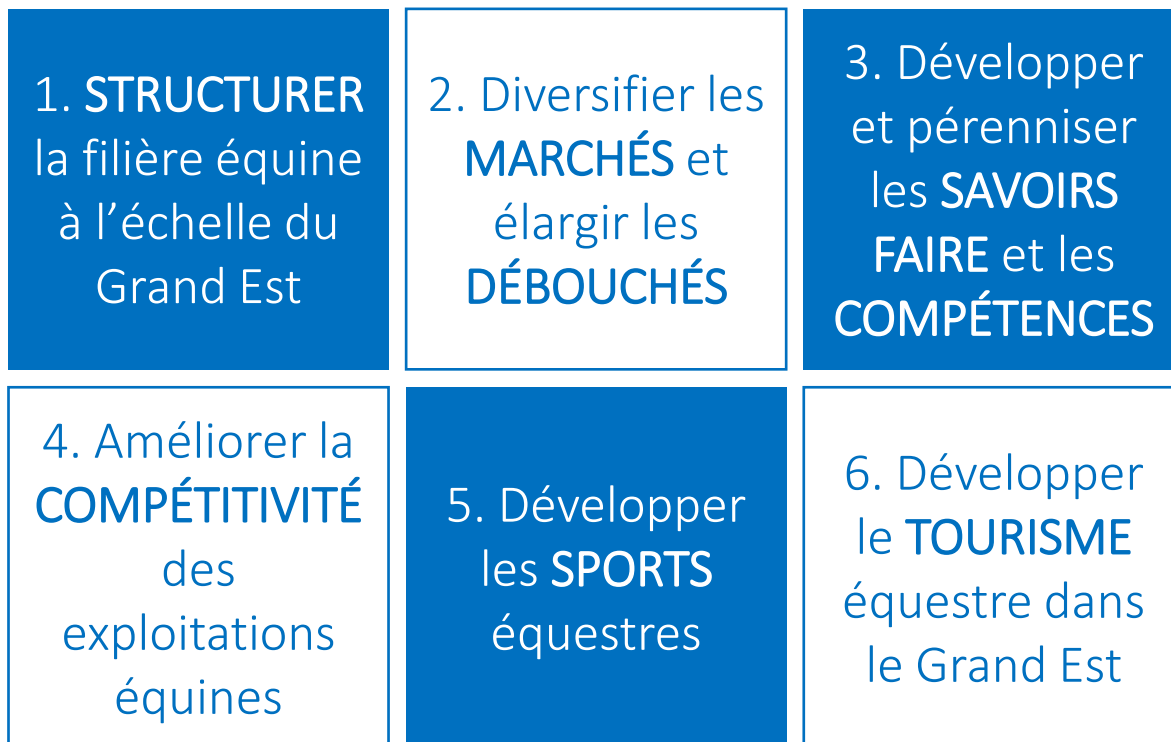 1. STRUCTURER
la filière équine
à l’échelle du
Grand Est
2. Diversifier les
MARCHÉS et
élargir les
DÉBOUCHÉS
3. Développer
et pérenniser
les SAVOIRS
FAIRE et les
COMPÉTENCES
4. Améliorer la
COMPÉTITIVITÉ
des
exploitations
équines
5. Développer
les SPORTS
équestres
6. Développer
le TOURISME
équestre dans
le Grand Est